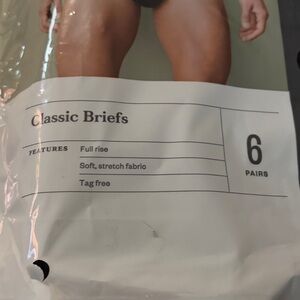 Classic Briefs
FEATURES
Full rise
Soft, stretch fabric
Tag free
6
PAIRS